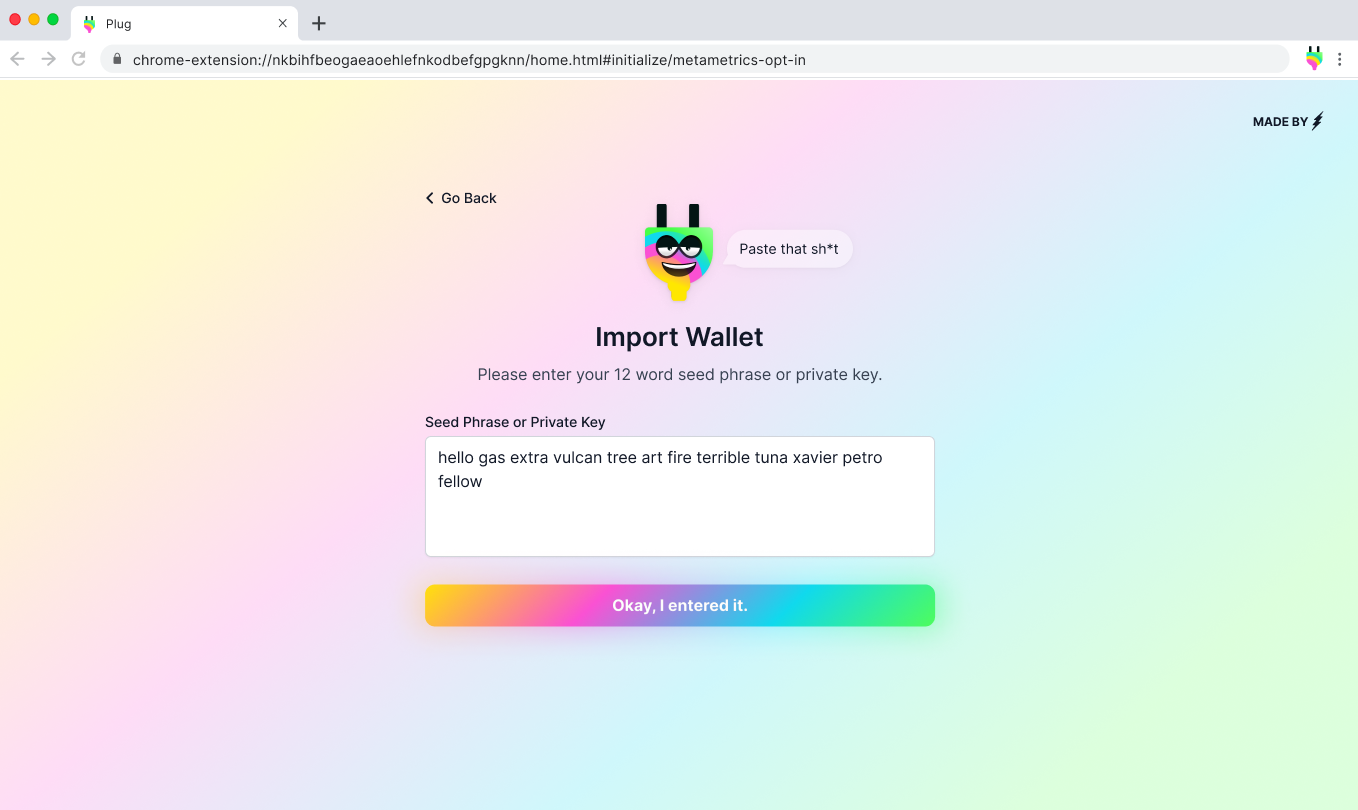 Plug
chrome-extension://nkbihfbeogaeaoehlefnkodbefgpgknn/home.html#initialize/metametrics-opt-in
MADE BY
Go Back
Paste that sh*t
Import Wallet
Please enter your 12 word seed phrase or private key.
Seed Phrase or Private Key
hello gas extra vulcan tree art fire terrible tuna xavier petro
fellow
Okay, I entered it.